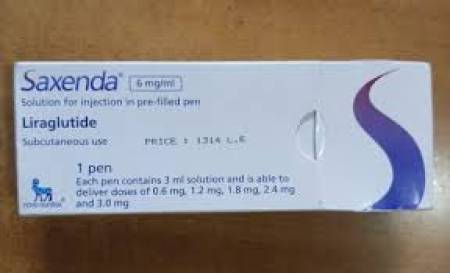 Saxenda® 6 mg/ml
Solution for injection in pre-filled pen
Liraglutide
Subcutaneous use PRICE : 1314 L.E
1 pen
Each pen contains 3 ml solution and is able to
deliver doses of 0.6 mg, 1.2 mg, 1.8 mg, 2.4 mg
and 3.0 mg
novo nordisk®